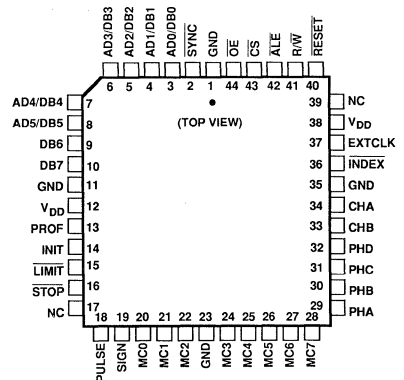 AD3/DB3
AD2/DB2
AD1/DB1
AD0/DB0
SYNC
GND
OE
CS
ALE
R/W
RESET
6 5 4 3 2 1 44 43 42 41 40
AD4/DB4 7
AD5/DB5 8
DB6 9
DB7 10
GND 11
VDD 12
PROF 13
INIT 14
LIMIT 15
STOP 16
NC 17
(TOP VIEW)
39 NC
38 VDD
37 EXTCLK
36 INDEX
35 GND
34 CHA
33 CHB
32 PHD
31 PHC
30 PHB
29 PHA
18 19 20 21 22 23 24 25 26 27 28
PULSE
SIGN
MC0
MC1
MC2
GND
MC3
MC4
MC5
MC6
MC7